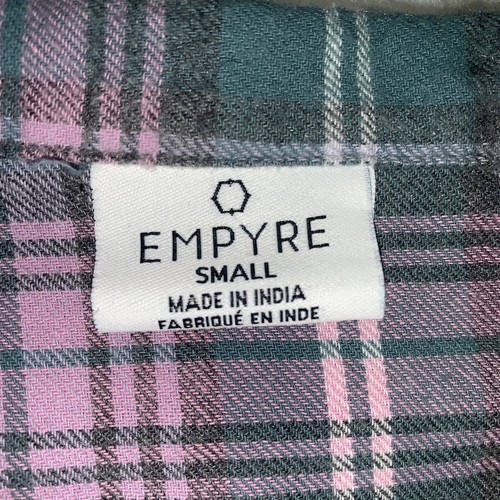 EMPYRE
SMALL
MADE IN INDIA
FABRIQUÉ EN INDE